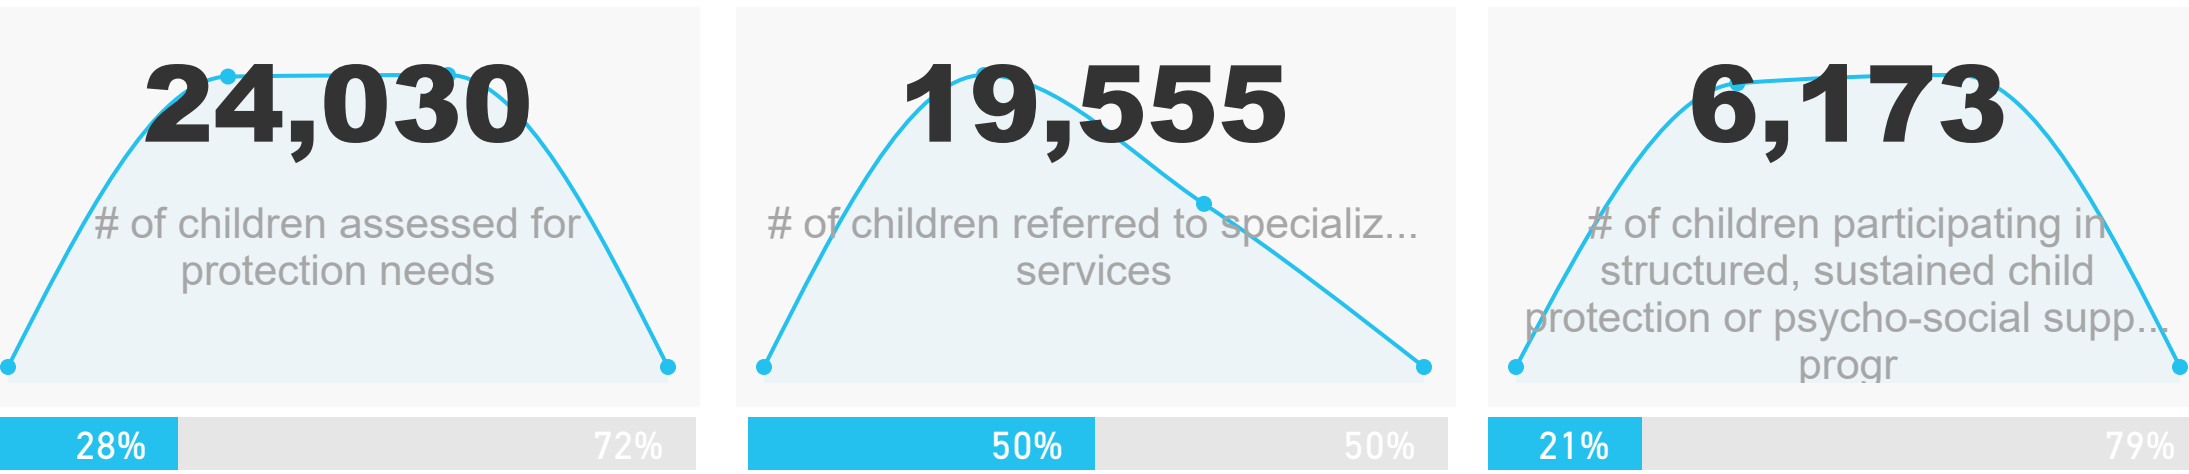 24,030
# of children assessed for
protection needs
28%
72%
19,555
# of children referred to specializ...
services
50%
50%
6,173
# of children participating in
structured, sustained child
protection or psycho-social supp...
progr
21%
79%